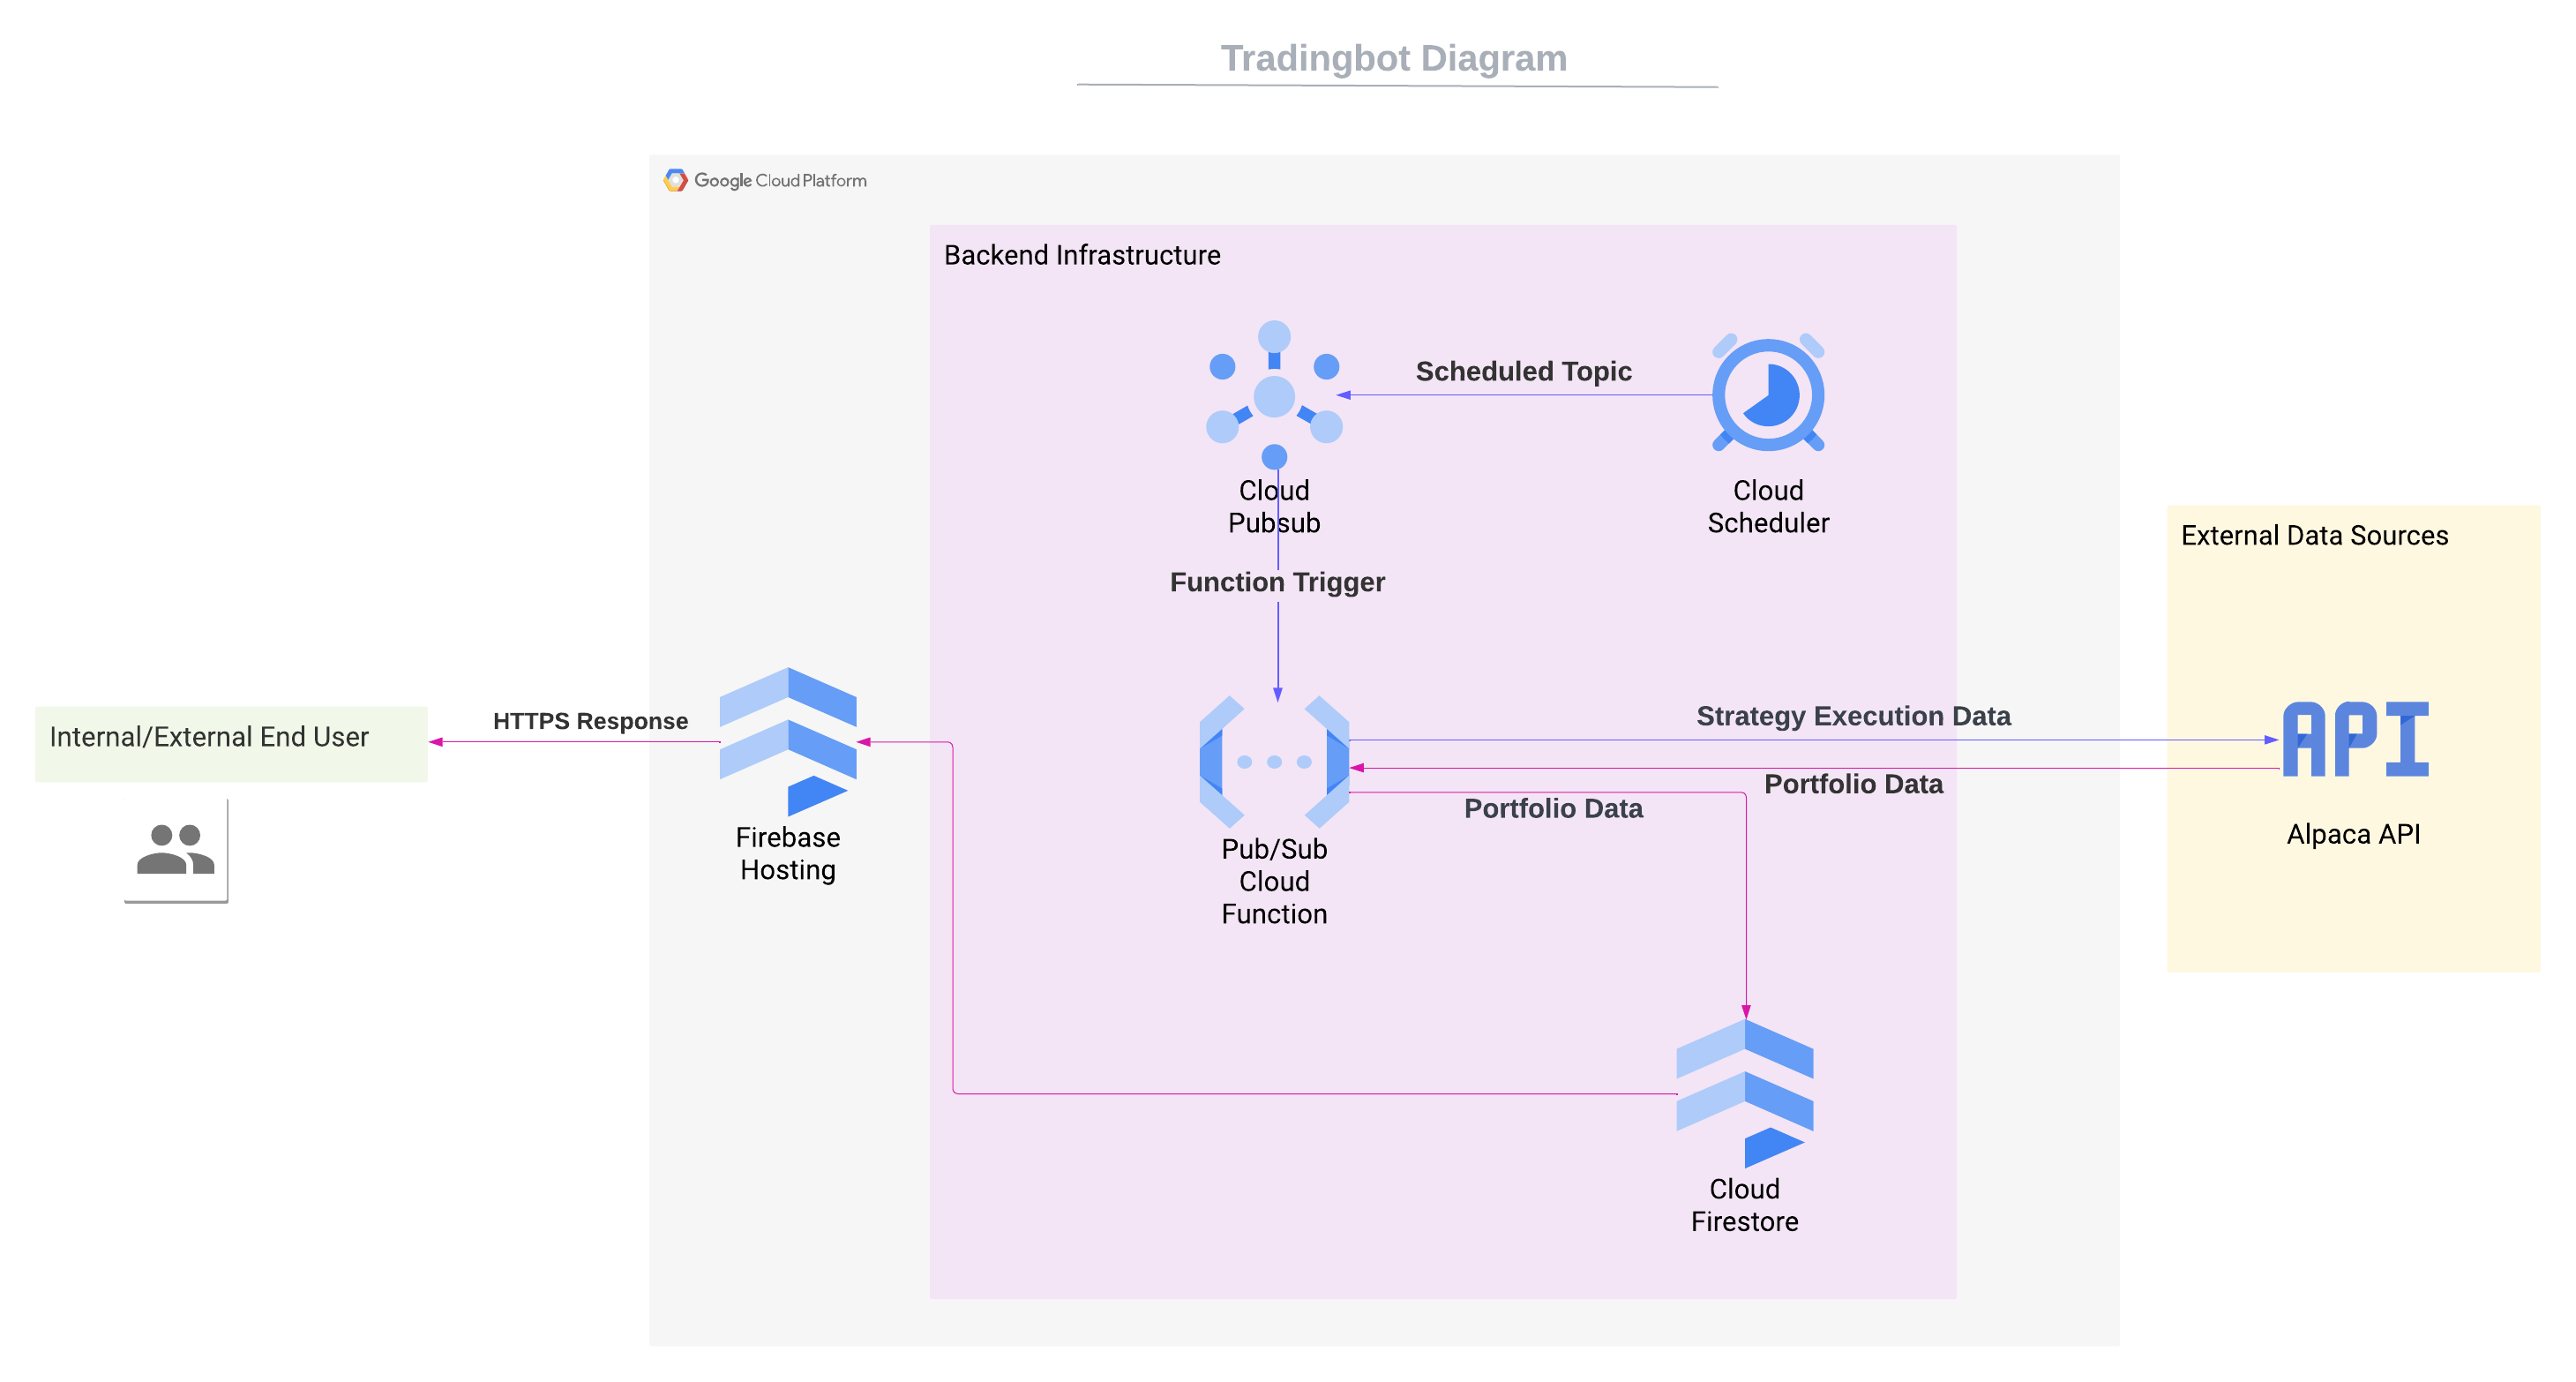 Tradingbot Diagram
Google Cloud Platform
Backend Infrastructure
Scheduled Topic
Cloud
Pubsub
Cloud
Scheduler
Function Trigger
External Data Sources
Internal/External End User
HTTPS Response
Firebase
Hosting
Strategy Execution Data
Portfolio Data
Portfolio Data
Pub/Sub
Cloud
Function
API
Alpaca API
Cloud
Firestore